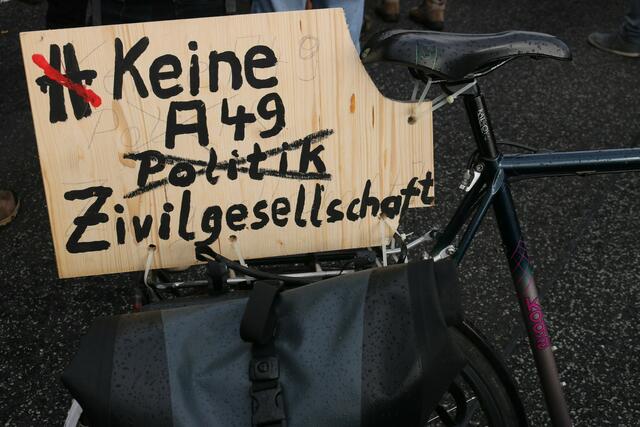 Keine
A49
Politik
Zivilgesellschaft